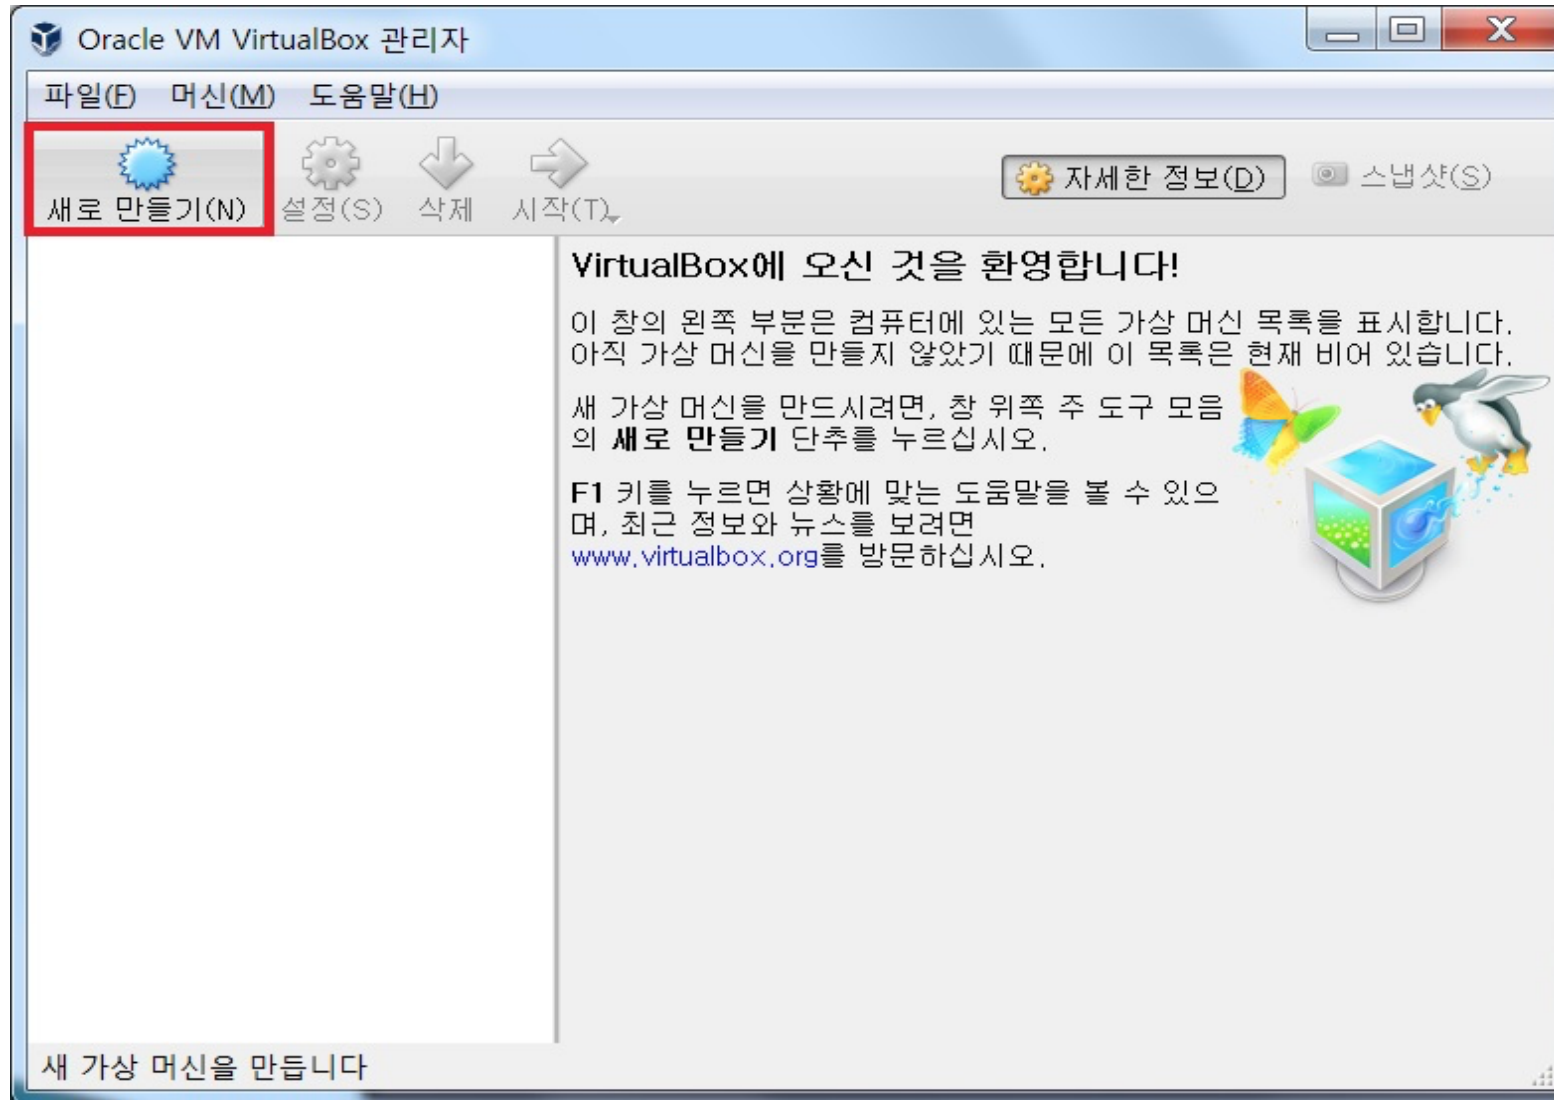 Oracle VM VirtualBox 관리자
파일(F) 머신(M) 도움말(H)
새로 만들기(N) 설정(S) 삭제 시작(T) 자세한 정보(D) 스냅샷(S)
VirtualBox에 오신 것을 환영합니다!
이 창의 왼쪽 부분은 컴퓨터에 있는 모든 가상 머신 목록을 표시합니다.
아직 가상 머신을 만들지 않았기 때문에 이 목록은 현재 비어 있습니다.
새 가상 머신을 만드시려면, 창 위쪽 주 도구 모음
의 새로 만들기 단추를 누르십시오.
F1 키를 누르면 상황에 맞는 도움말을 볼 수 있으
며, 최근 정보와 뉴스를 보려면
www.virtualbox.org를 방문하십시오.
새 가상 머신을 만듭니다